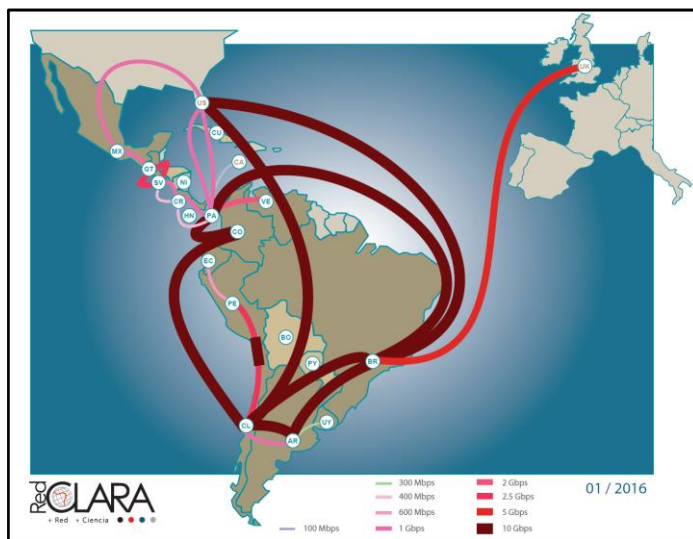 UK
US
CU
MX
CA
GT
SV
NI
CR
VE
HN
PA
CO
EC
PE
BO
BR
PY
CL
UY
AR
Red
CLARA
+ Red + Ciencia
100 Mbps
300 Mbps
400 Mbps
600 Mbps
1 Gbps
2 Gbps
2.5 Gbps
5 Gbps
10 Gbps
01 / 2016